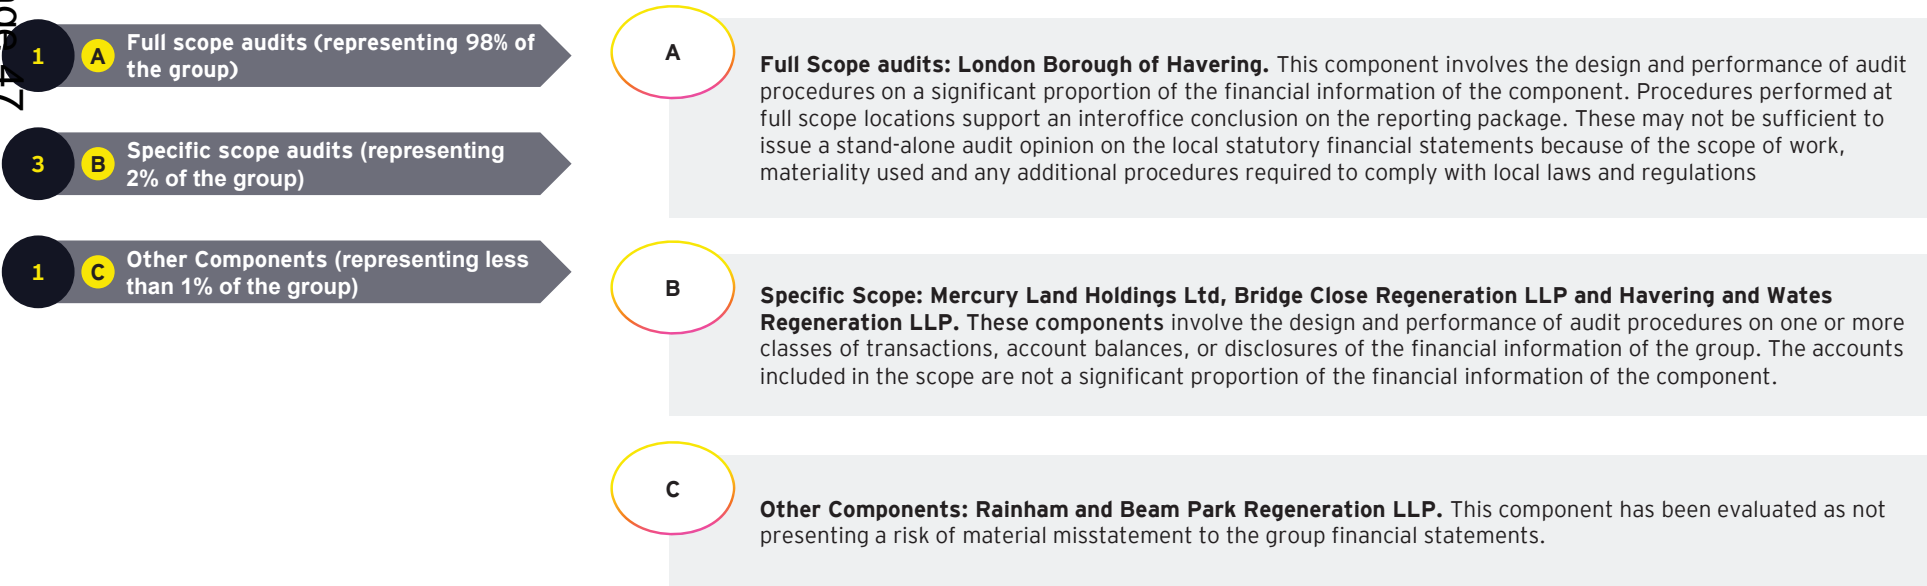 1 A Full scope audits (representing 98% of
the group)
3 B Specific scope audits (representing
2% of the group)
1 C Other Components (representing less
than 1% of the group)
A
Full Scope audits: London Borough of Havering. This component involves the design and performance of audit
procedures on a significant proportion of the financial information of the component. Procedures performed at
full scope locations support an interoffice conclusion on the reporting package. These may not be sufficient to
issue a stand-alone audit opinion on the local statutory financial statements because of the scope of work,
materiality used and any additional procedures required to comply with local laws and regulations
B
Specific Scope: Mercury Land Holdings Ltd, Bridge Close Regeneration LLP and Havering and Wates
Regeneration LLP. These components involve the design and performance of audit procedures on one or more
classes of transactions, account balances, or disclosures of the financial information of the group. The accounts
included in the scope are not a significant proportion of the financial information of the component.
C
Other Components: Rainham and Beam Park Regeneration LLP. This component has been evaluated as not
presenting a risk of material misstatement to the group financial statements.